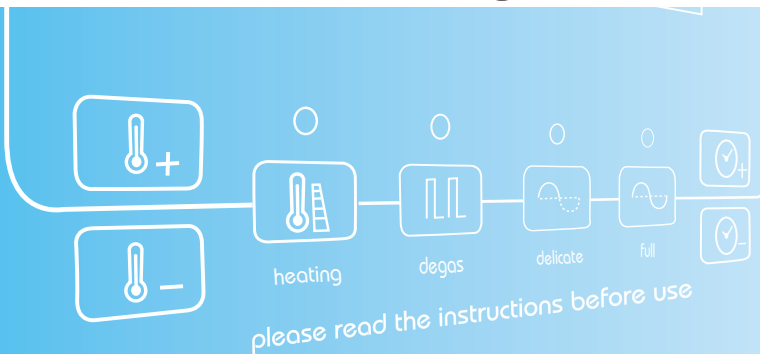 heating
degas
delicate
full
please read the instructions before use